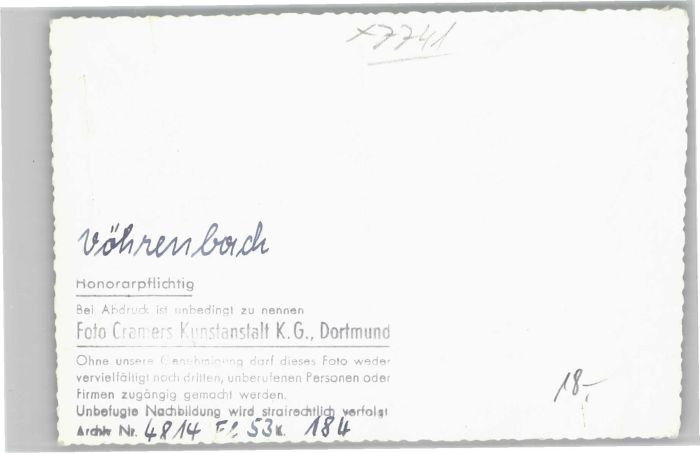 x7741
Vöhrenbach
Honorarpflichtig
Bei Abdruck ist unbedingt zu nennen
Foto Cramers Kunstanstalt K.G., Dortmund
Ohne unsere Genehmigung darf dieses Foto weder
vervielfältigt noch dritten, unberufenen Personen oder
Firmen zugängig gemacht werden.
Unbefugte Nachbildung wird strafrechtlich verfolgt
Archiv Nr. 4814 53 K. 184
18,-